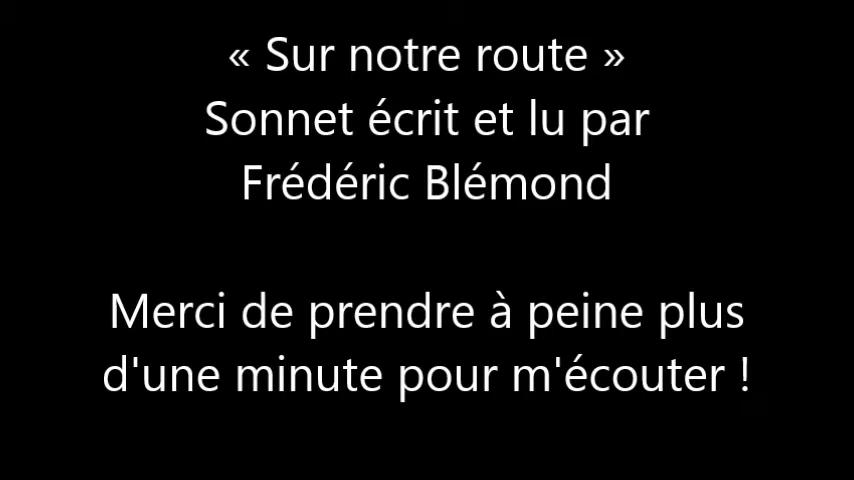 « Sur notre route »
Sonnet écrit et lu par
Frédéric Blémond
Merci de prendre à peine plus
d'une minute pour m'écouter !